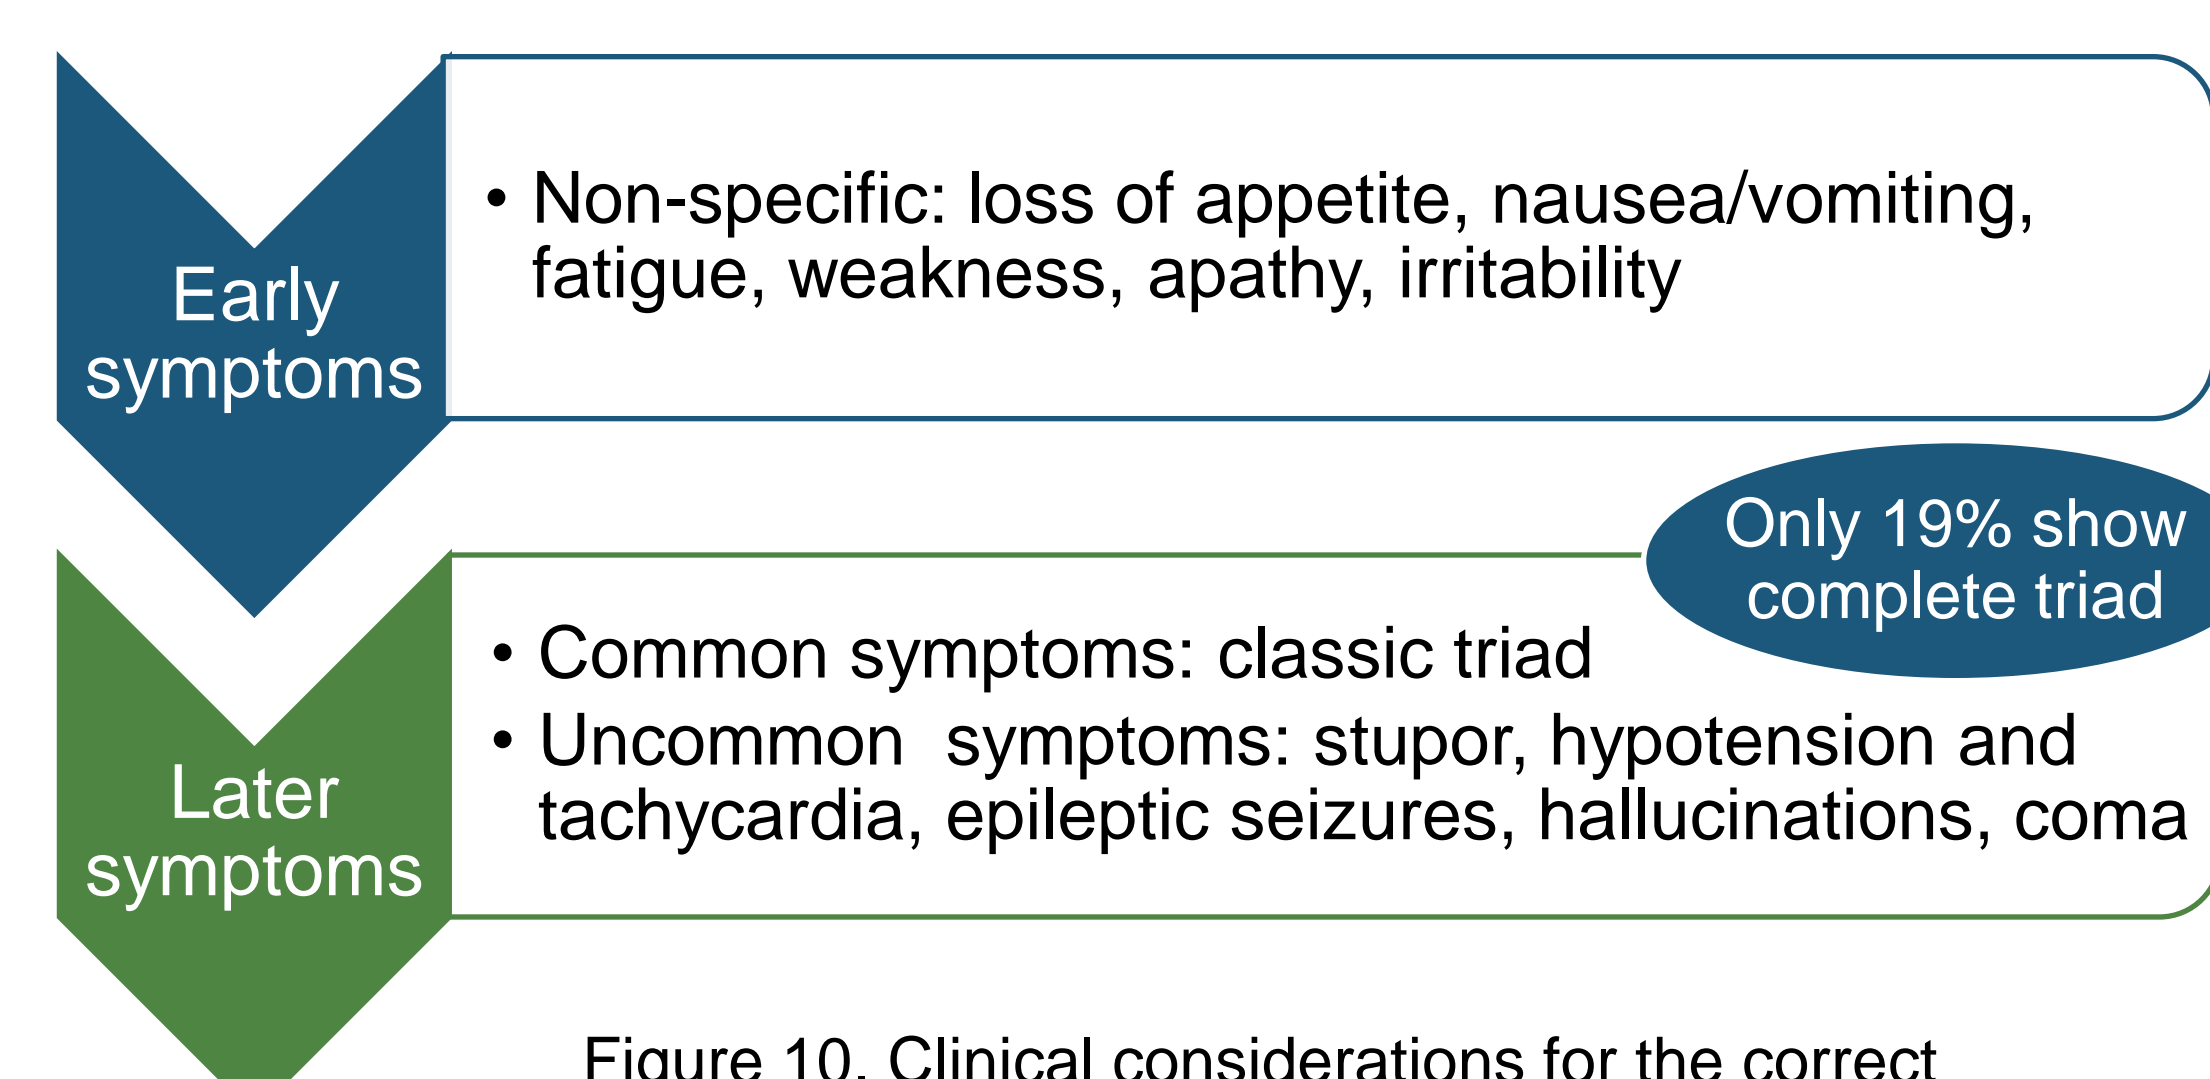 Early
symptoms
• Non-specific: loss of appetite, nausea/vomiting,
fatigue, weakness, apathy, irritability
Only 19% show
complete triad
Later
symptoms
• Common symptoms: classic triad
• Uncommon  symptoms: stupor, hypotension and
tachycardia, epileptic seizures, hallucinations, coma
Figure 10. Clinical considerations for the correct